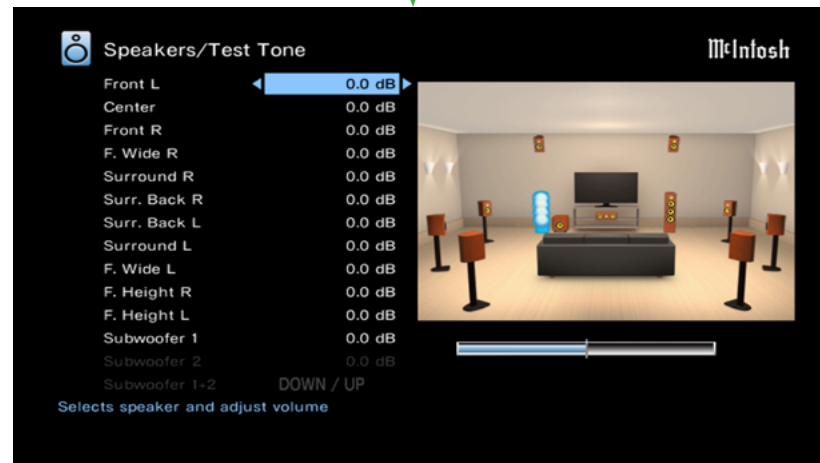 Speakers/Test Tone
McIntosh
Front L 0.0 dB
Center 0.0 dB
Front R 0.0 dB
F. Wide R 0.0 dB
Surround R 0.0 dB
Surr. Back R 0.0 dB
Surr. Back L 0.0 dB
Surround L 0.0 dB
F. Wide L 0.0 dB
F. Height R 0.0 dB
F. Height L 0.0 dB
Subwoofer 1 0.0 dB
Subwoofer 2 0.0 dB
Subwoofer 1+2 DOWN / UP
Selects speaker and adjust volume